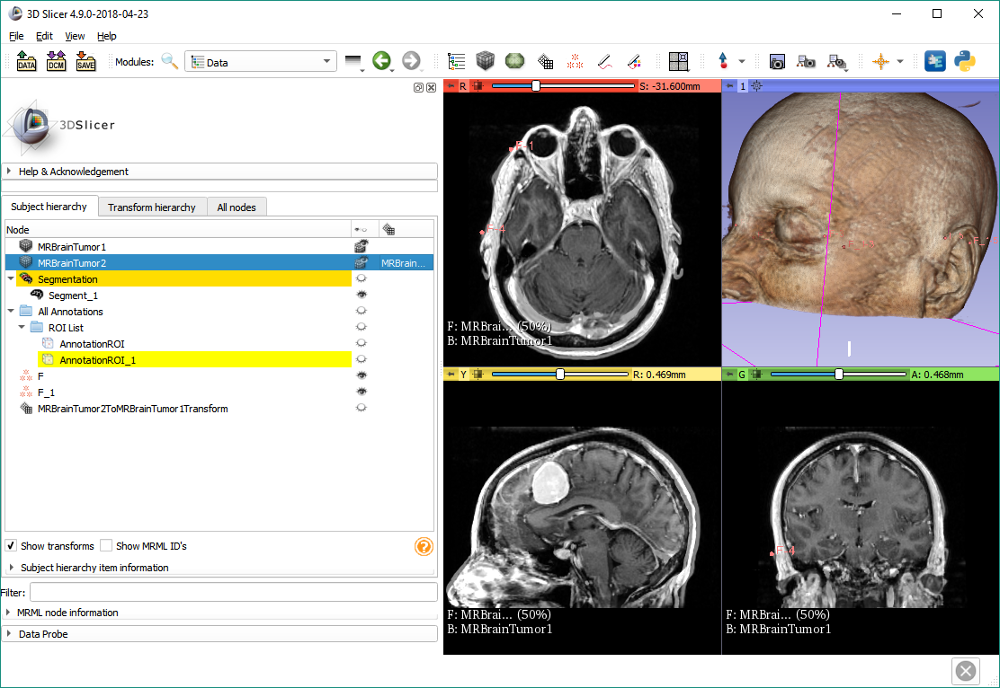 3D Slicer 4.9.0-2018-04-23
File Edit View Help
DATA DCM SAVE Modules: Data
3DSlicer
Help & Acknowledgement
Subject hierarchy Transform hierarchy All nodes
Node
MRBrainTumor1
MRBrainTumor2 MRBrain...
Segmentation
Segment_1
All Annotations
ROI List
AnnotationROI
AnnotationROI_1
F
F_1
MRBrainTumor2ToMRBrainTumor1Transform
Show transforms Show MRML ID's
Subject hierarchy item information
Filter:
MRML node information
Data Probe
R S: -31.600mm
F-1
F-4
F: MRBrai... (50%)
B: MRBrainTumor1
1
I
Y R: 0.469mm
F: MRBrai... (50%)
B: MRBrainTumor1
G A: 0.468mm
F-4
F: MRBrai... (50%)
B: MRBrainTumor1